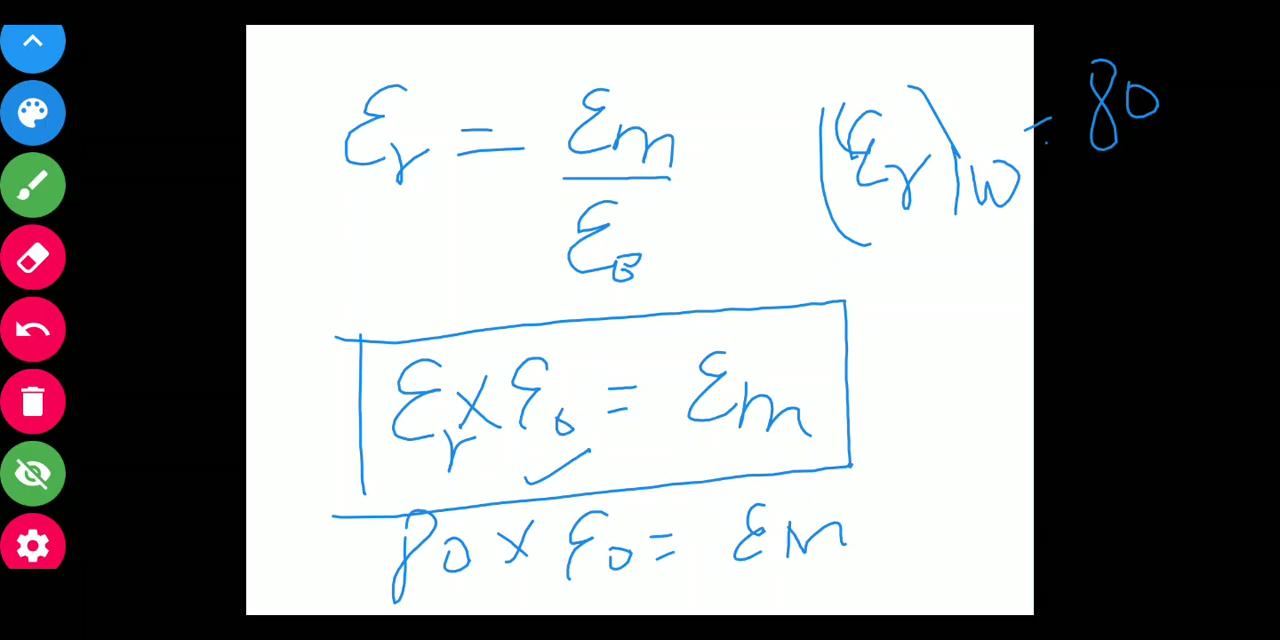 εr = εm / ε0
(εr)w = 80
εr × ε0 = εm
80 × ε0 = εm